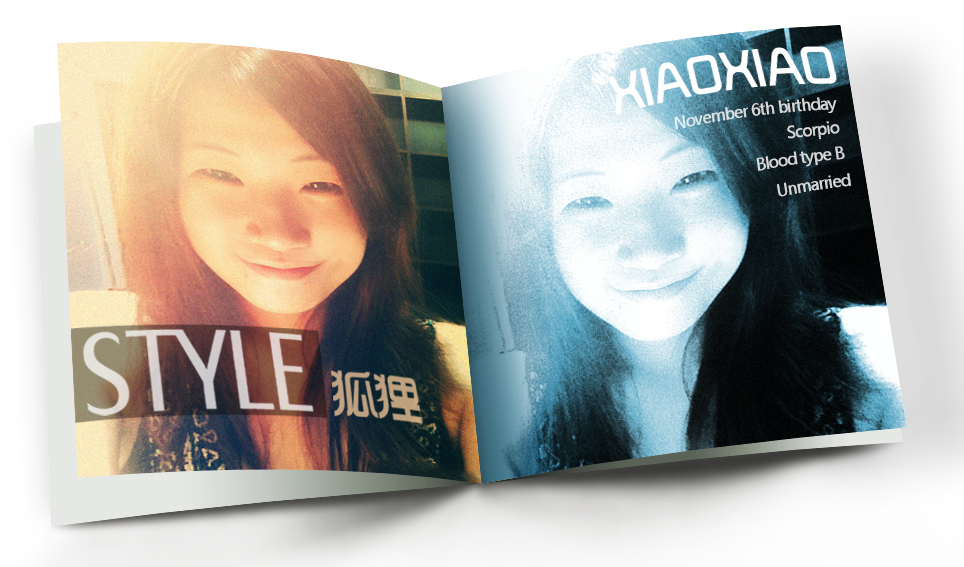 STYLE
狐狸
XIAOXIAO
November 6th birthday
Scorpio
Blood type B
Unmarried